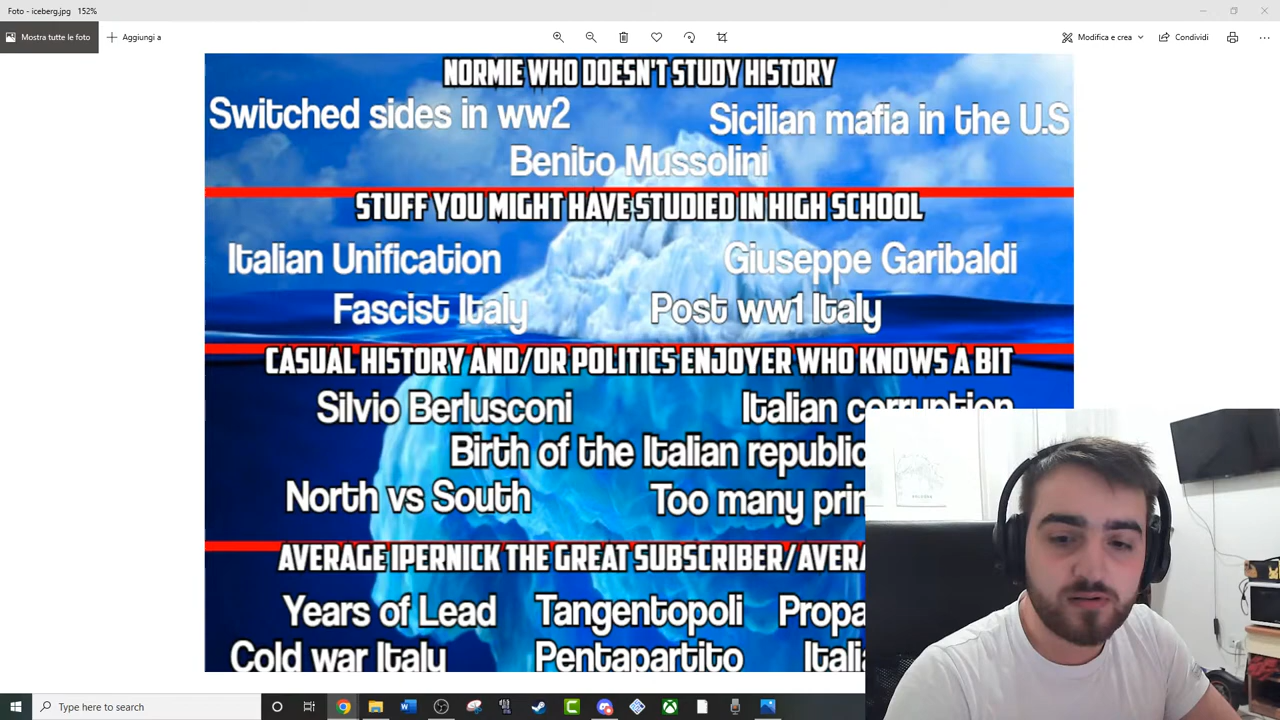 Foto - iceberg.jpg 152%
Mostra tutte le foto
Aggiungi a
Modifica e crea
Condividi
NORMIE WHO DOESN'T STUDY HISTORY
Switched sides in ww2
Sicilian mafia in the U.S
Benito Mussolini
STUFF YOU MIGHT HAVE STUDIED IN HIGH SCHOOL
Italian Unification
Giuseppe Garibaldi
Fascist Italy
Post ww1 Italy
CASUAL HISTORY AND/OR POLITICS ENJOYER WHO KNOWS A BIT
Silvio Berlusconi
Italian corruption
Birth of the Italian republic
North vs South
Too many
AVERAGE IPERNICK THE GREAT SUBSCRIBER/
Years of Lead
Tangentopoli
Cold war Italy
Pentapartito
Type here to search